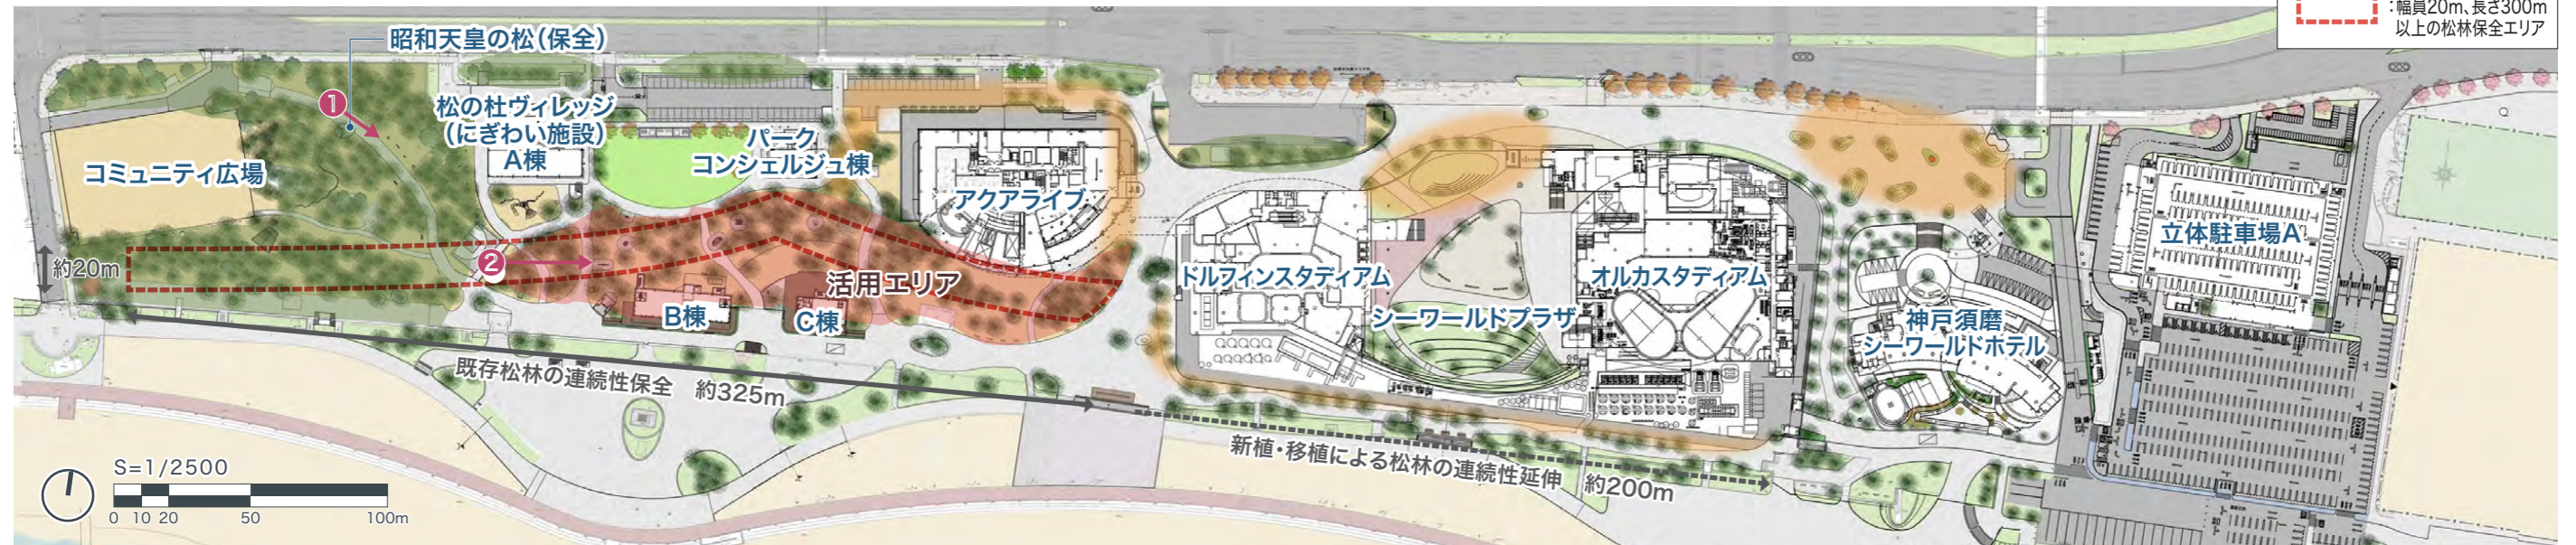 :幅員20m、長さ300m
以上の松林保全エリア
昭和天皇の松(保全)
1
松の杜ヴィレッジ
(にぎわい施設)
A棟
パーク
コンシェルジュ棟
コミュニティ広場
アクアライブ
立体駐車場A
2
約20m
活用エリア
B棟
C棟
ドルフィンスタディアム
オルカスタディアム
シーワールドプラザ
神戸須磨
シーワールドホテル
既存松林の連続性保全 約325m
新植・移植による松林の連続性延伸 約200m
S=1/2500
0 10 20 50 100m